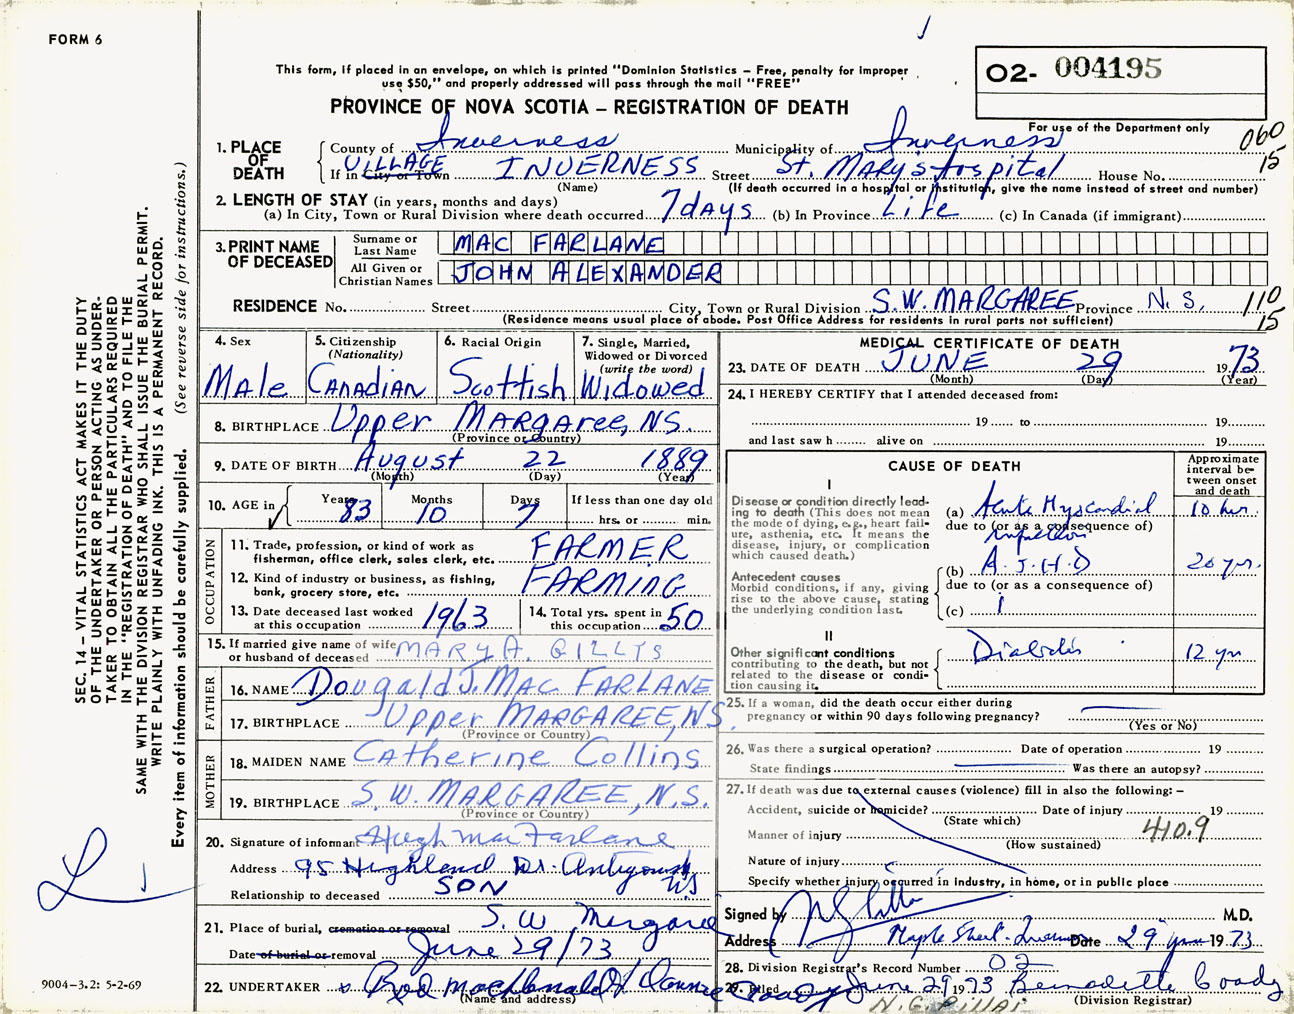 FORM 6
This form, if placed in an envelope, on which is printed "Dominion Statistics – Free, penalty for improper
use $50," and properly addressed will pass through the mail "FREE"
O2- 004195
PROVINCE OF NOVA SCOTIA – REGISTRATION OF DEATH
For use of the Department only
060
15
1. PLACE OF DEATH
County of Inverness Municipality of Inverness
VILLAGE
If in City or Town INVERNESS Street St. Mary's Hospital House No.
(Name) (If death occurred in a hospital or institution, give the name instead of street and number)
2. LENGTH OF STAY (in years, months and days)
(a) In City, Town or Rural Division where death occurred 7 days (b) In Province Life (c) In Canada (if immigrant)
3. PRINT NAME OF DECEASED
Surname or Last Name MAC FARLANE
All Given or Christian Names JOHN ALEXANDER
RESIDENCE No. Street City, Town or Rural Division S.W. MARGAREE Province N.S.
110
15
(Residence means usual place of abode. Post Office Address for residents in rural parts not sufficient)
4. Sex Male
5. Citizenship (Nationality) Canadian
6. Racial Origin Scottish
7. Single, Married, Widowed or Divorced (write the word) Widowed
8. BIRTHPLACE Upper Margaree, NS.
(Province or Country)
9. DATE OF BIRTH August 22 1889
(Month) (Day) (Year)
10. AGE in Years 83 Months 10 Days 7 If less than one day old
hrs. or min.
OCCUPATION
11. Trade, profession, or kind of work as
fisherman, office clerk, sales clerk, etc. FARMER
12. Kind of industry or business, as fishing,
bank, grocery store, etc. FARMING
13. Date deceased last worked
at this occupation 1963
14. Total yrs. spent in
this occupation 50
15. If married give name of wife
or husband of deceased MARY A. GILLIS
FATHER
16. NAME Dougald J. MAC FARLANE
17. BIRTHPLACE Upper MARGAREE, NS.
(Province or Country)
MOTHER
18. MAIDEN NAME Catherine Collins
19. BIRTHPLACE S.W. MARGAREE, N.S.
(Province or Country)
20. Signature of informant Hugh MacFarlane
Address 95 Highland Dr. Antigonish NS
Relationship to deceased SON
21. Place of burial, cremation or removal S. W. Margaree
Date of burial or removal June 29/73
22. UNDERTAKER
(Name and address)
MEDICAL CERTIFICATE OF DEATH
23. DATE OF DEATH JUNE 29 1973
(Month) (Day) (Year)
24. I HEREBY CERTIFY that I attended deceased from:
19 to 19
and last saw h alive on 19
CAUSE OF DEATH
Approximate interval between onset and death
I
Disease or condition directly leading to death (This does not mean the mode of dying, e.g., heart failure, asthenia, etc. It means the disease, injury, or complication which caused death.)
(a) Acute Myocardial 10 hrs.
due to (or as a consequence of)
Infarction
Antecedent causes
Morbid conditions, if any, giving rise to the above cause, stating the underlying condition last.
(b) 20 yrs.
due to (or as a consequence of)
(c)
II
Other significant conditions contributing to the death, but not related to the disease or condition causing it.
Diabetes 12 yrs
25. If a woman, did the death occur either during
pregnancy or within 90 days following pregnancy?
(Yes or No)
26. Was there a surgical operation? Date of operation 19
State findings Was there an autopsy?
27. If death was due to external causes (violence) fill in also the following: –
Accident, suicide or homicide? Date of injury 19
(State which)
Manner of injury 410.9
(How sustained)
Nature of injury
Specify whether injury occurred in industry, in home, or in public place
Signed by M.D.
Address Maple Street - Inverness Date 29 June 1973
28. Division Registrar's Record Number 02
29. Filed June 29 1973 Bernadette Coady
(Division Registrar)
N.G. Pillai
SEC. 14 – VITAL STATISTICS ACT MAKES IT THE DUTY
OF THE UNDERTAKER OR PERSON ACTING AS UNDER-
TAKER TO OBTAIN ALL THE PARTICULARS REQUIRED
IN THE "REGISTRATION OF DEATH" AND TO FILE THE
SAME WITH THE DIVISION REGISTRAR WHO SHALL ISSUE THE BURIAL PERMIT.
WRITE PLAINLY WITH UNFADING INK. THIS IS A PERMANENT RECORD.
Every item of information should be carefully supplied. (See reverse side for instructions.)
9004-3.2: 5-2-69